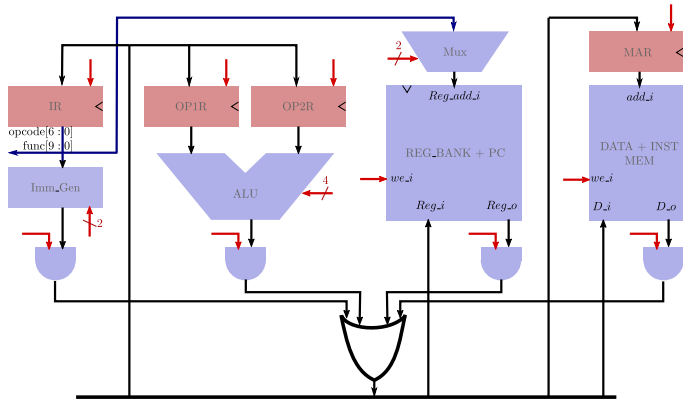 2
Mux
MAR
IR
OP1R
OP2R
Reg_add_i
add_i
opcode[6 : 0]
func[9 : 0]
REG_BANK + PC
DATA + INST
MEM
Imm_Gen
ALU
4
we_i
we_i
Reg_i
Reg_o
D_i
D_o
2